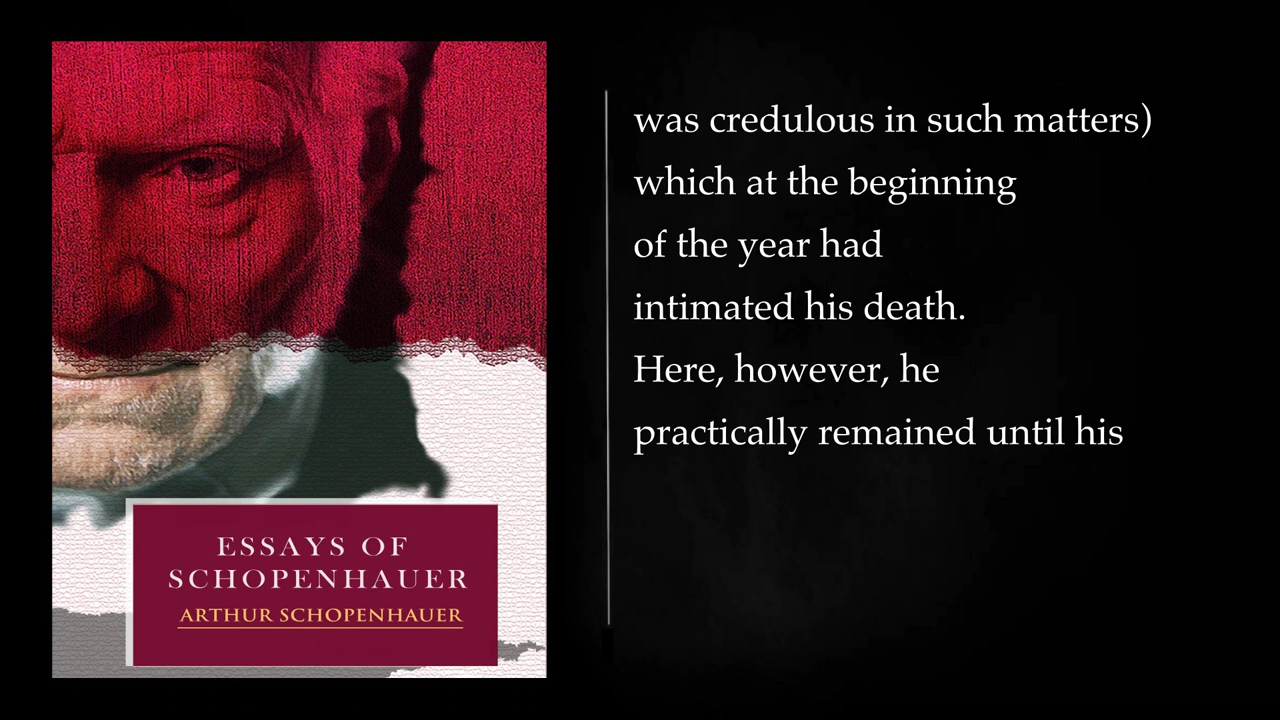 ESSAYS OF
SCHOPENHAUER
ARTHUR SCHOPENHAUER
was credulous in such matters)
which at the beginning
of the year had
intimated his death.
Here, however, he
practically remained until his